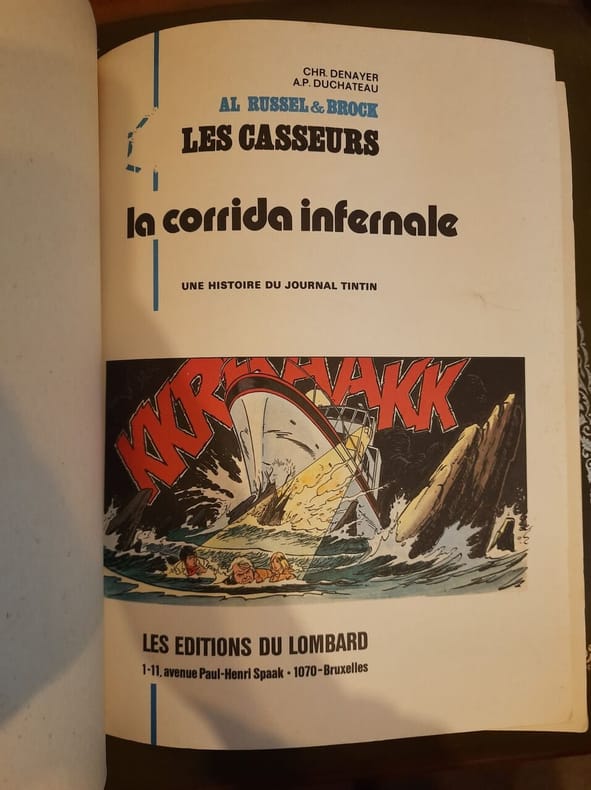 CHR. DENAYER
A.P. DUCHATEAU
AL RUSSEL & BROCK
LES CASSEURS
la corrida infernale
UNE HISTOIRE DU JOURNAL TINTIN
KKRRAAAKK
LES EDITIONS DU LOMBARD
1-11, avenue Paul-Henri Spaak • 1070-Bruxelles